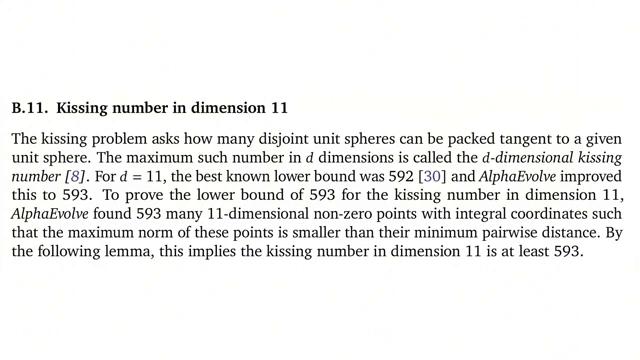 B.11. Kissing number in dimension 11
The kissing problem asks how many disjoint unit spheres can be packed tangent to a given
unit sphere. The maximum such number in d dimensions is called the d-dimensional kissing
number [8]. For d = 11, the best known lower bound was 592 [30] and AlphaEvolve improved
this to 593. To prove the lower bound of 593 for the kissing number in dimension 11,
AlphaEvolve found 593 many 11-dimensional non-zero points with integral coordinates such
that the maximum norm of these points is smaller than their minimum pairwise distance. By
the following lemma, this implies the kissing number in dimension 11 is at least 593.